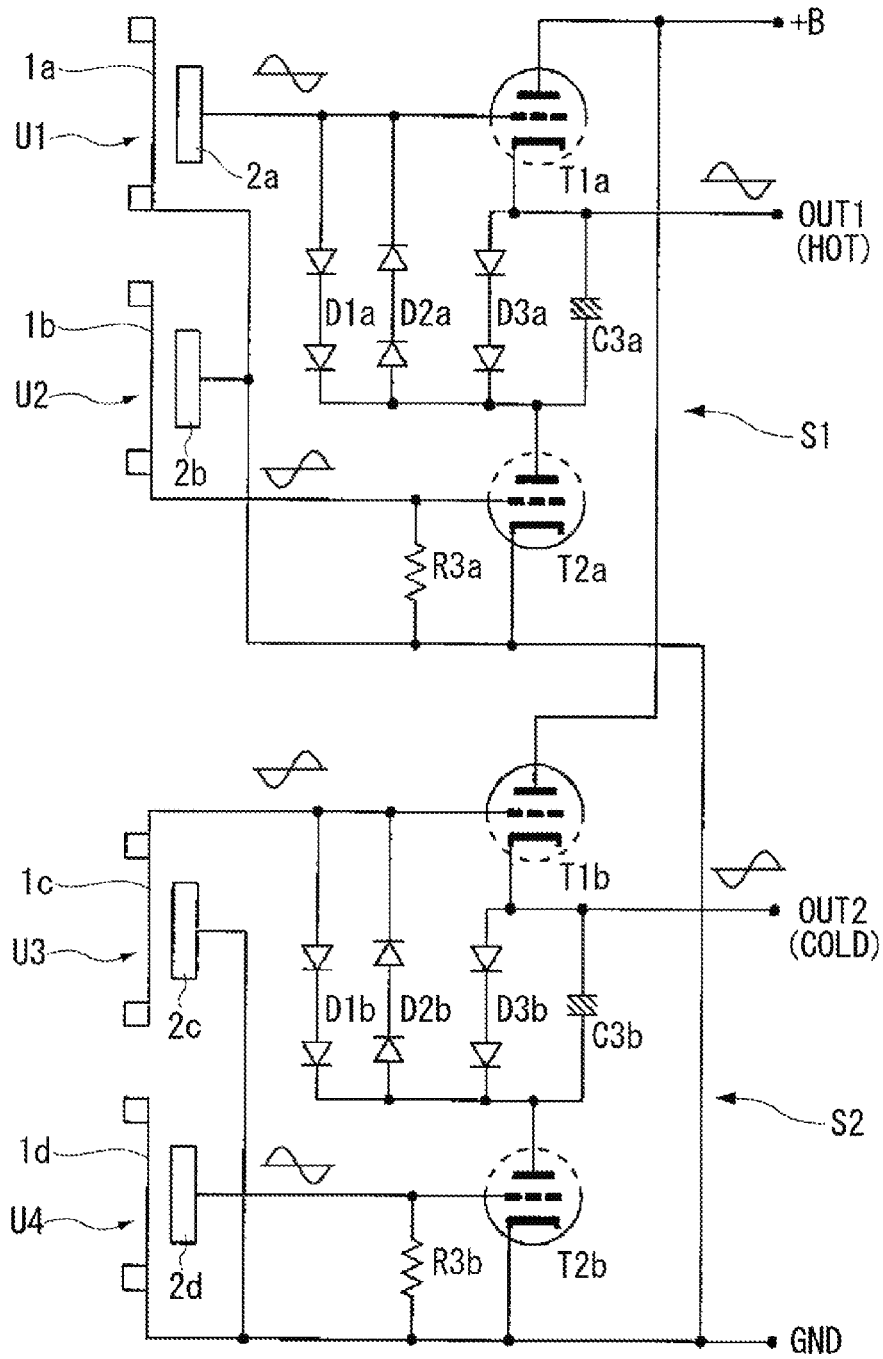 +B
1a
U1
2a
T1a
OUT1
(HOT)
D1a
D2a
D3a
C3a
1b
U2
2b
S1
R3a
T2a
1c
U3
2c
T1b
OUT2
(COLD)
D1b
D2b
D3b
C3b
S2
1d
U4
2d
R3b
T2b
GND